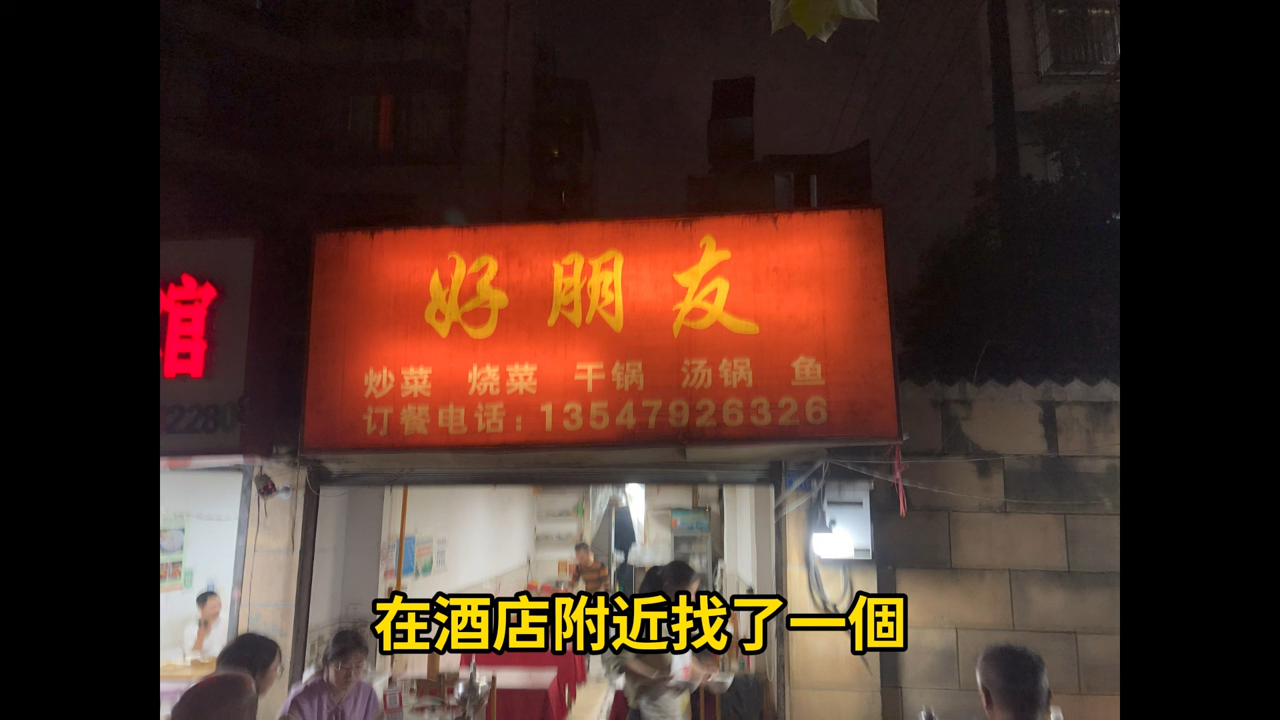 好朋友
炒菜 烧菜 干锅 汤锅 鱼
订餐电话:13547926326
馆
2280
在酒店附近找了一個